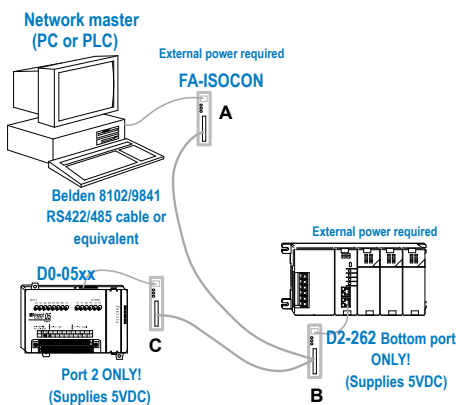 Network master
(PC or PLC)
External power required
FA-ISOCON
A
Belden 8102/9841
RS422/485 cable or
equivalent
External power required
D0-05xx
C
D2-262 Bottom port
ONLY!
(Supplies 5VDC)
B
Port 2 ONLY!
(Supplies 5VDC)